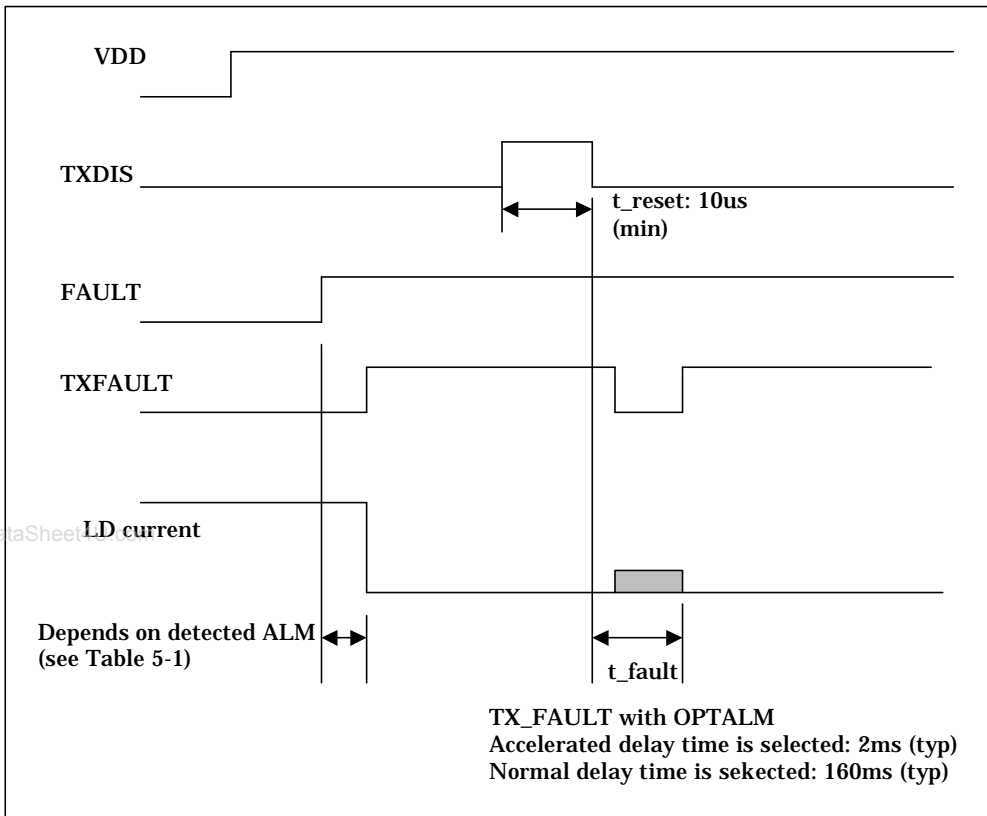 VDD
TXDIS
t_reset: 10us
(min)
FAULT
TXFAULT
LD current
Depends on detected ALM
(see Table 5-1)
t_fault
TX_FAULT with OPTALM
Accelerated delay time is selected: 2ms (typ)
Normal delay time is sekected: 160ms (typ)